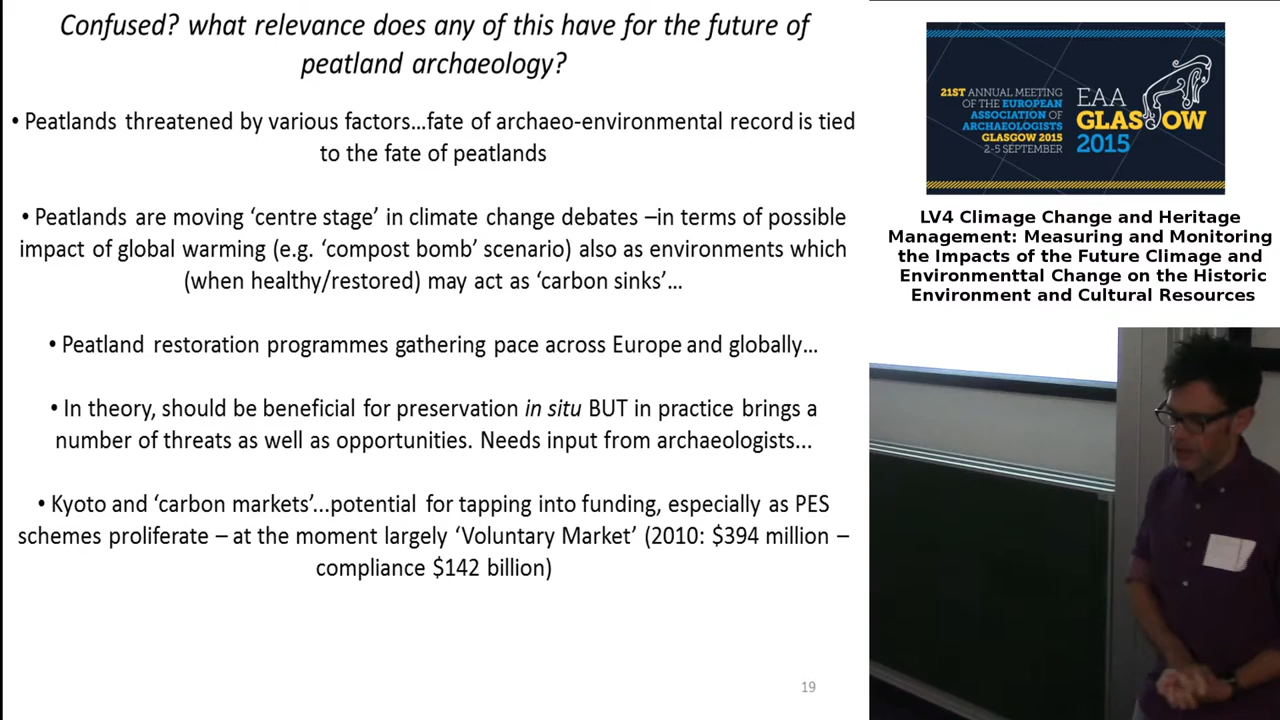 Confused? what relevance does any of this have for the future of
peatland archaeology?
• Peatlands threatened by various factors...fate of archaeo-environmental record is tied
to the fate of peatlands
• Peatlands are moving ‘centre stage’ in climate change debates –in terms of possible
impact of global warming (e.g. ‘compost bomb’ scenario) also as environments which
(when healthy/restored) may act as ‘carbon sinks’...
• Peatland restoration programmes gathering pace across Europe and globally...
• In theory, should be beneficial for preservation in situ BUT in practice brings a
number of threats as well as opportunities. Needs input from archaeologists...
• Kyoto and ‘carbon markets’...potential for tapping into funding, especially as PES
schemes proliferate – at the moment largely ‘Voluntary Market’ (2010: $394 million –
compliance $142 billion)
19
21ST ANNUAL MEETING
OF THE EUROPEAN
ASSOCIATION OF
ARCHAEOLOGISTS
GLASGOW 2015
2-5 SEPTEMBER
EAA
GLASGOW
2015
LV4 Climage Change and Heritage
Management: Measuring and Monitoring
the Impacts of the Future Climage and
Environmenttal Change on the Historic
Environment and Cultural Resources